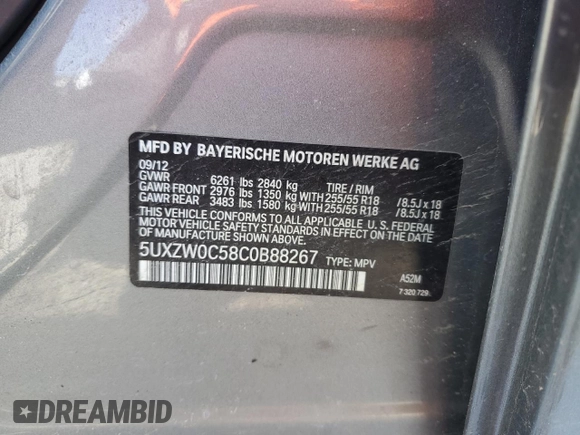 MFD BY BAYERISCHE MOTOREN WERKE AG
09/12
GVWR 6261 lbs 2840 kg TIRE / RIM
GAWR FRONT 2976 lbs 1350 kg WITH 255/55 R18 / 8.5J x 18
GAWR REAR 3483 lbs 1580 kg WITH 255/55 R18 / 8.5J x 18
THIS VEHICLE CONFORMS TO ALL APPLICABLE U.S. FEDERAL
MOTOR VEHICLE SAFETY STANDARDS IN EFFECT ON THE DATE
OF MANUFACTURE SHOWN ABOVE.
5UXZW0C58C0B88267 TYPE: MPV
A52M
7 320 729
DREAMBID